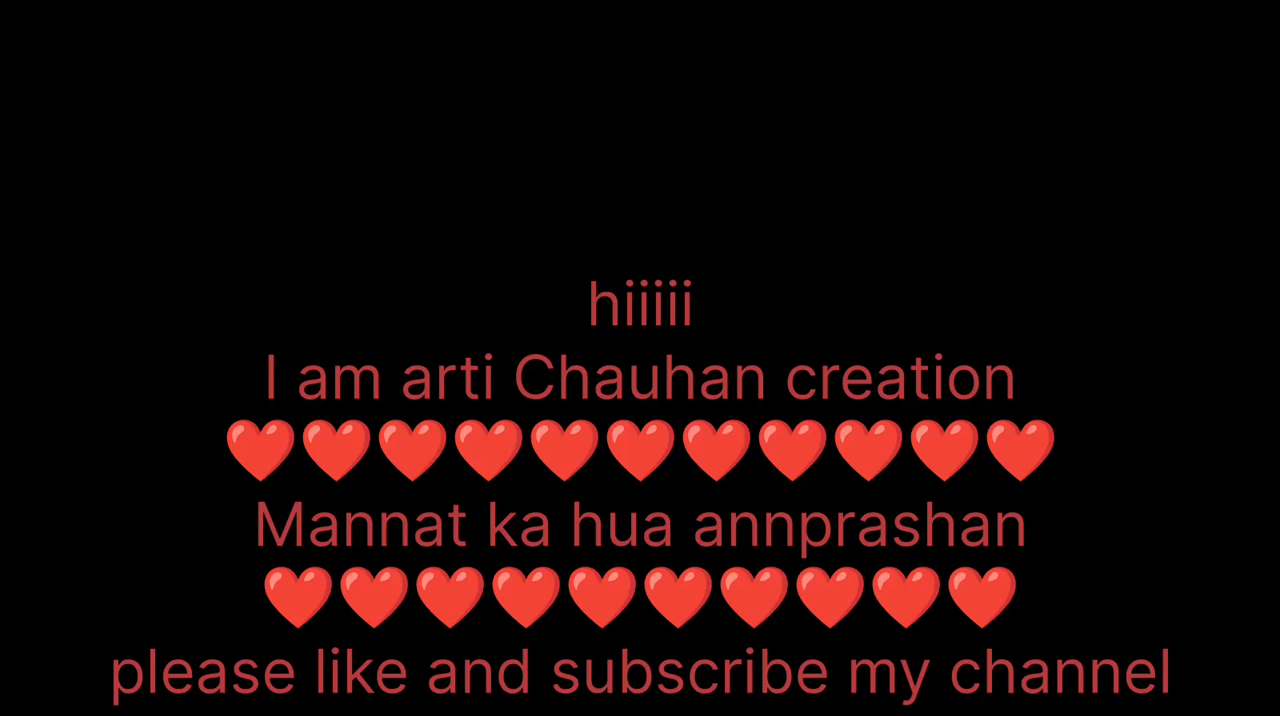 hiiiii
I am arti Chauhan creation
❤️❤️❤️❤️❤️❤️❤️❤️❤️❤️❤️
Mannat ka hua annprashan
❤️❤️❤️❤️❤️❤️❤️❤️❤️❤️
please like and subscribe my channel